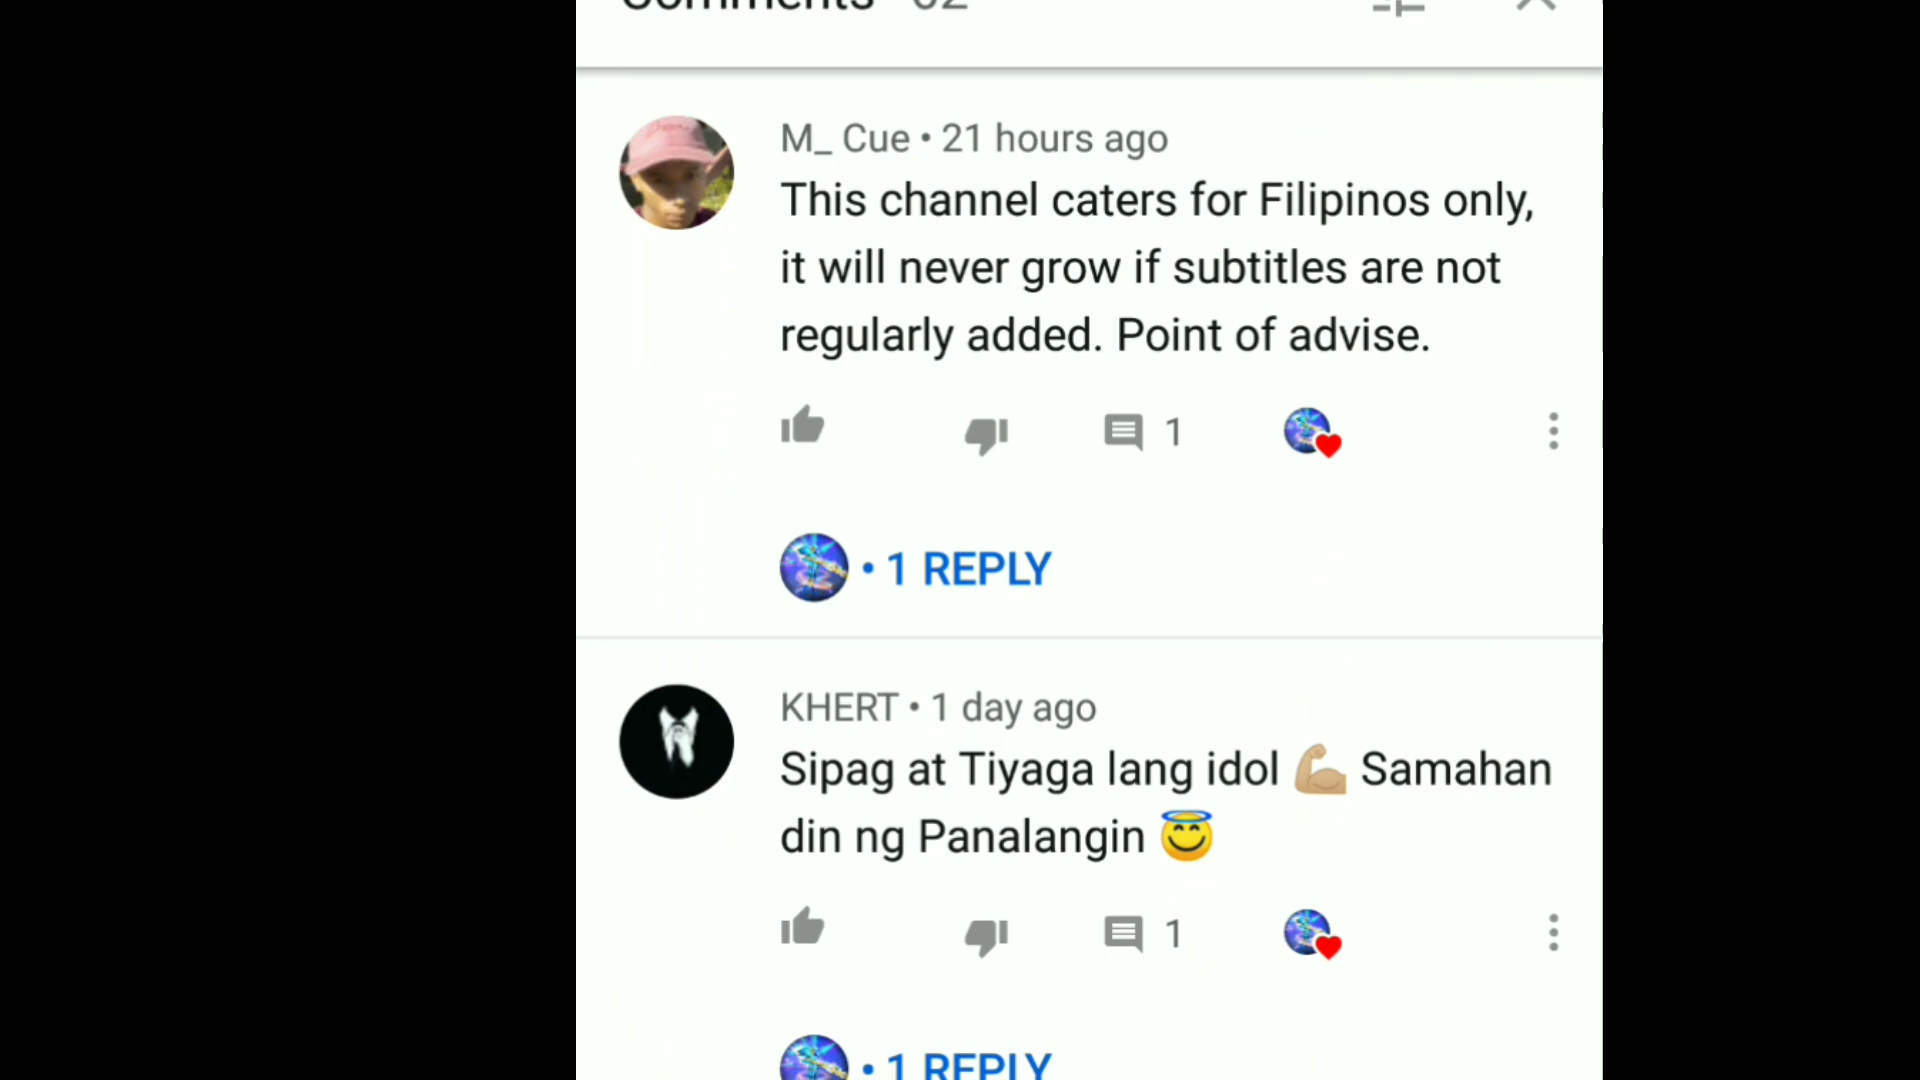 Comments 62
M_ Cue • 21 hours ago
This channel caters for Filipinos only,
it will never grow if subtitles are not
regularly added. Point of advise.
1
• 1 REPLY
KHERT • 1 day ago
Sipag at Tiyaga lang idol 💪🏼 Samahan
din ng Panalangin 😇
1
• 1 REPLY